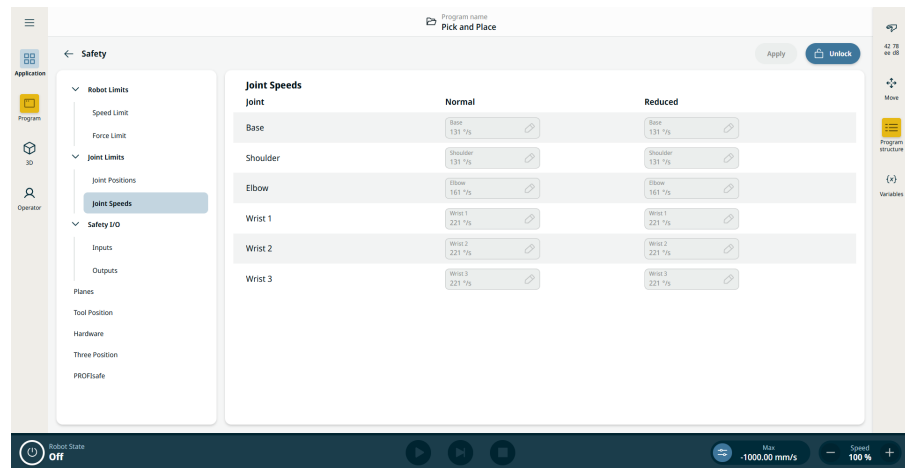 Program name
Pick and Place
Safety
Apply
Unlock
Application
Program
3D
Operator
Robot Limits
Speed Limit
Force Limit
Joint Limits
Joint Positions
Joint Speeds
Safety I/O
Inputs
Outputs
Planes
Tool Position
Hardware
Three Position
PROFIsafe
Joint Speeds
Joint Normal Reduced
Base
Base
131 °/s
Base
131 °/s
Shoulder
Shoulder
131 °/s
Shoulder
131 °/s
Elbow
Elbow
161 °/s
Elbow
161 °/s
Wrist 1
Wrist 1
221 °/s
Wrist 1
221 °/s
Wrist 2
Wrist 2
221 °/s
Wrist 2
221 °/s
Wrist 3
Wrist 3
221 °/s
Wrist 3
221 °/s
42 7B
ee d8
Move
Program
structure
{x}
Variables
Robot State
Off
Max
-1000.00 mm/s
Speed
100 %